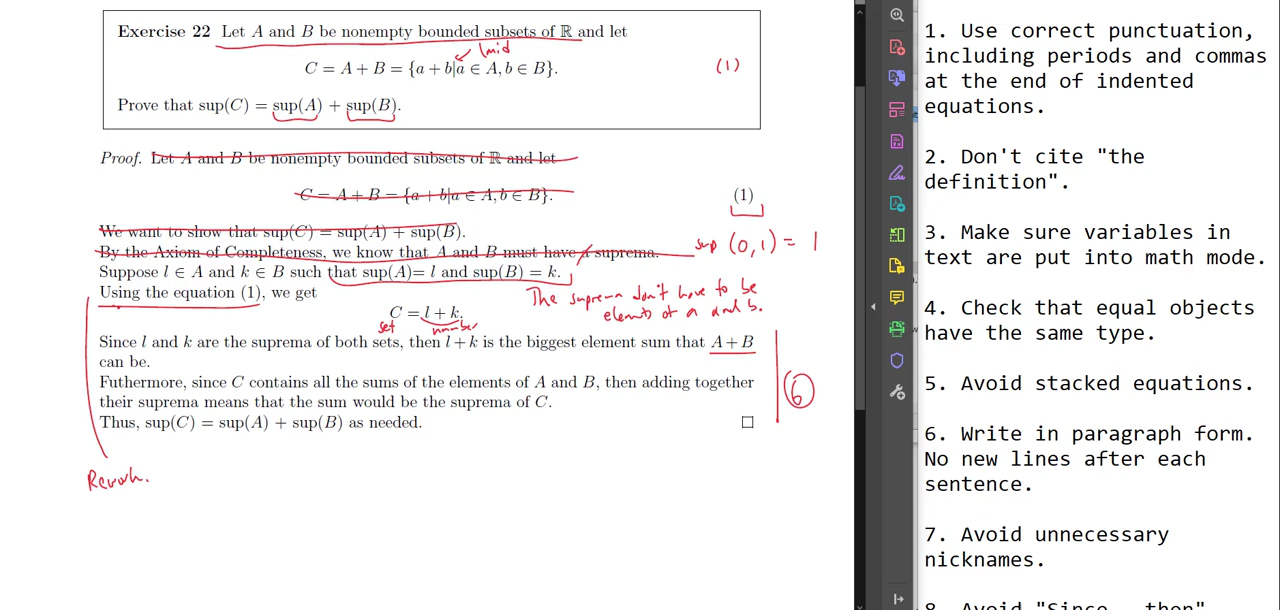 Exercise 22 Let A and B be nonempty bounded subsets of ℝ and let
\mid
C = A + B = {a + b|a ∈ A, b ∈ B}.
(1)
Prove that sup(C) = sup(A) + sup(B).
Proof. Let A and B be nonempty bounded subsets of ℝ and let
C = A + B = {a + b|a ∈ A, b ∈ B}. (1)
We want to show that sup(C) = sup(A) + sup(B).
By the Axiom of Completeness, we know that A and B must have a suprema.
sup (0,1) = 1
Suppose l ∈ A and k ∈ B such that sup(A)= l and sup(B) = k.
Using the equation (1), we get
The suprema don't have to be
elements of a and b.
C = l + k.
set number
Since l and k are the suprema of both sets, then l + k is the biggest element sum that A + B
can be.
Futhermore, since C contains all the sums of the elements of A and B, then adding together
their suprema means that the sum would be the suprema of C.
Thus, sup(C) = sup(A) + sup(B) as needed. □
6
Rework.
1. Use correct punctuation,
including periods and commas
at the end of indented
equations.
2. Don't cite "the
definition".
3. Make sure variables in
text are put into math mode.
4. Check that equal objects
have the same type.
5. Avoid stacked equations.
6. Write in paragraph form.
No new lines after each
sentence.
7. Avoid unnecessary
nicknames.
8. Avoid "Since...then"